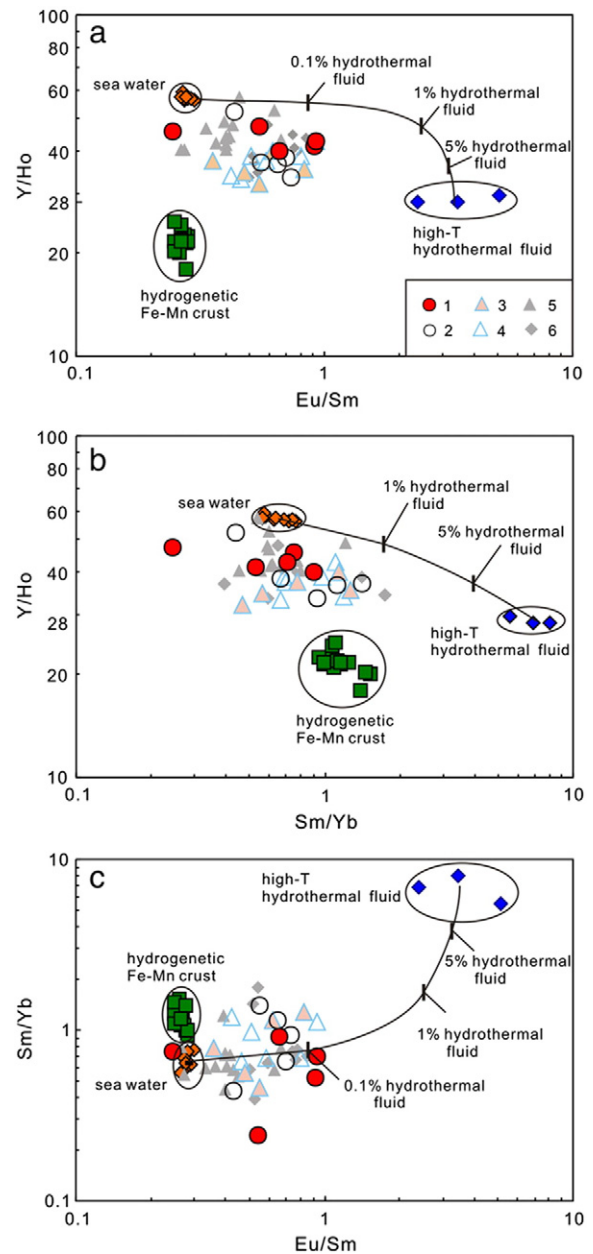 a
100
80
60
40
28
20
10
Y/Ho
sea water
0.1% hydrothermal
fluid
1% hydrothermal
fluid
5% hydrothermal
fluid
high-T
hydrothermal fluid
hydrogenetic
Fe-Mn crust
1 3 5
2 4 6
0.1 1 10
Eu/Sm
b
100
80
60
40
28
20
10
Y/Ho
sea water
1% hydrothermal
fluid
5% hydrothermal
fluid
high-T
hydrothermal fluid
hydrogenetic
Fe-Mn crust
0.1 1 10
Sm/Yb
c
10
1
0.1
Sm/Yb
high-T
hydrothermal fluid
hydrogenetic
Fe-Mn crust
5% hydrothermal
fluid
1% hydrothermal
fluid
sea water
0.1% hydrothermal
fluid
0.1 1 10
Eu/Sm